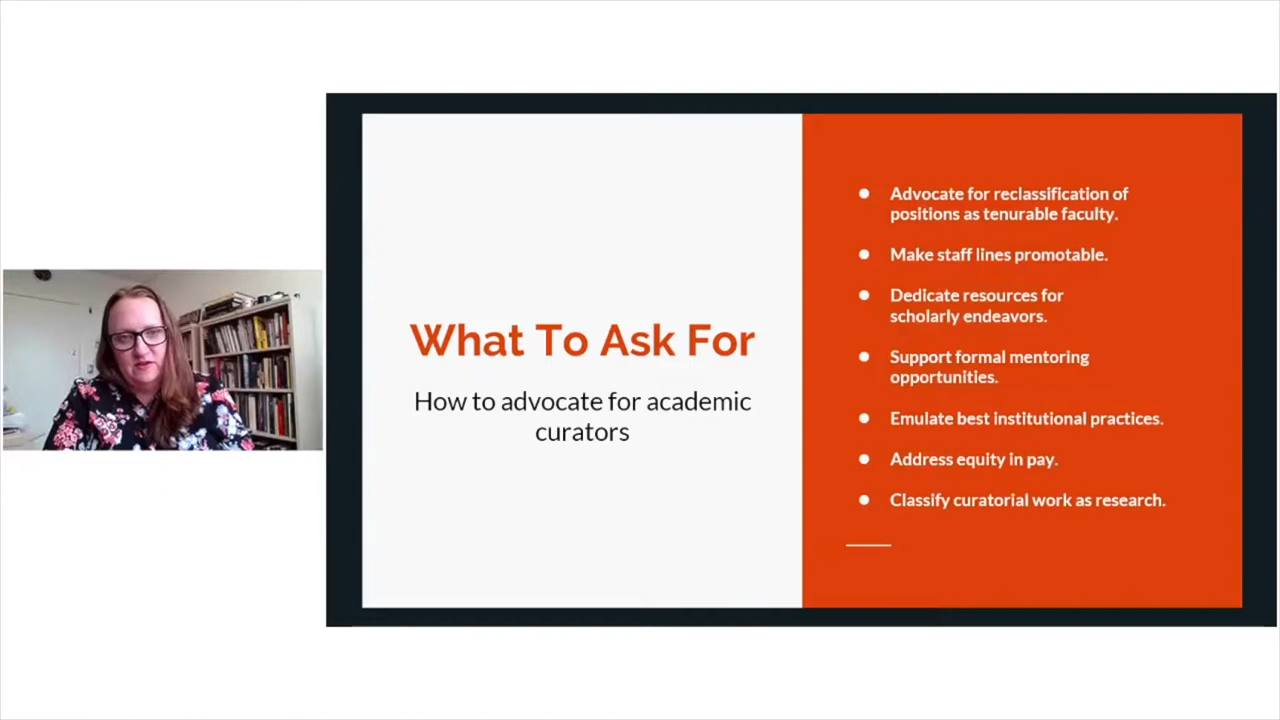 What To Ask For
How to advocate for academic
curators
Advocate for reclassification of
positions as tenurable faculty.
Make staff lines promotable.
Dedicate resources for
scholarly endeavors.
Support formal mentoring
opportunities.
Emulate best institutional practices.
Address equity in pay.
Classify curatorial work as research.